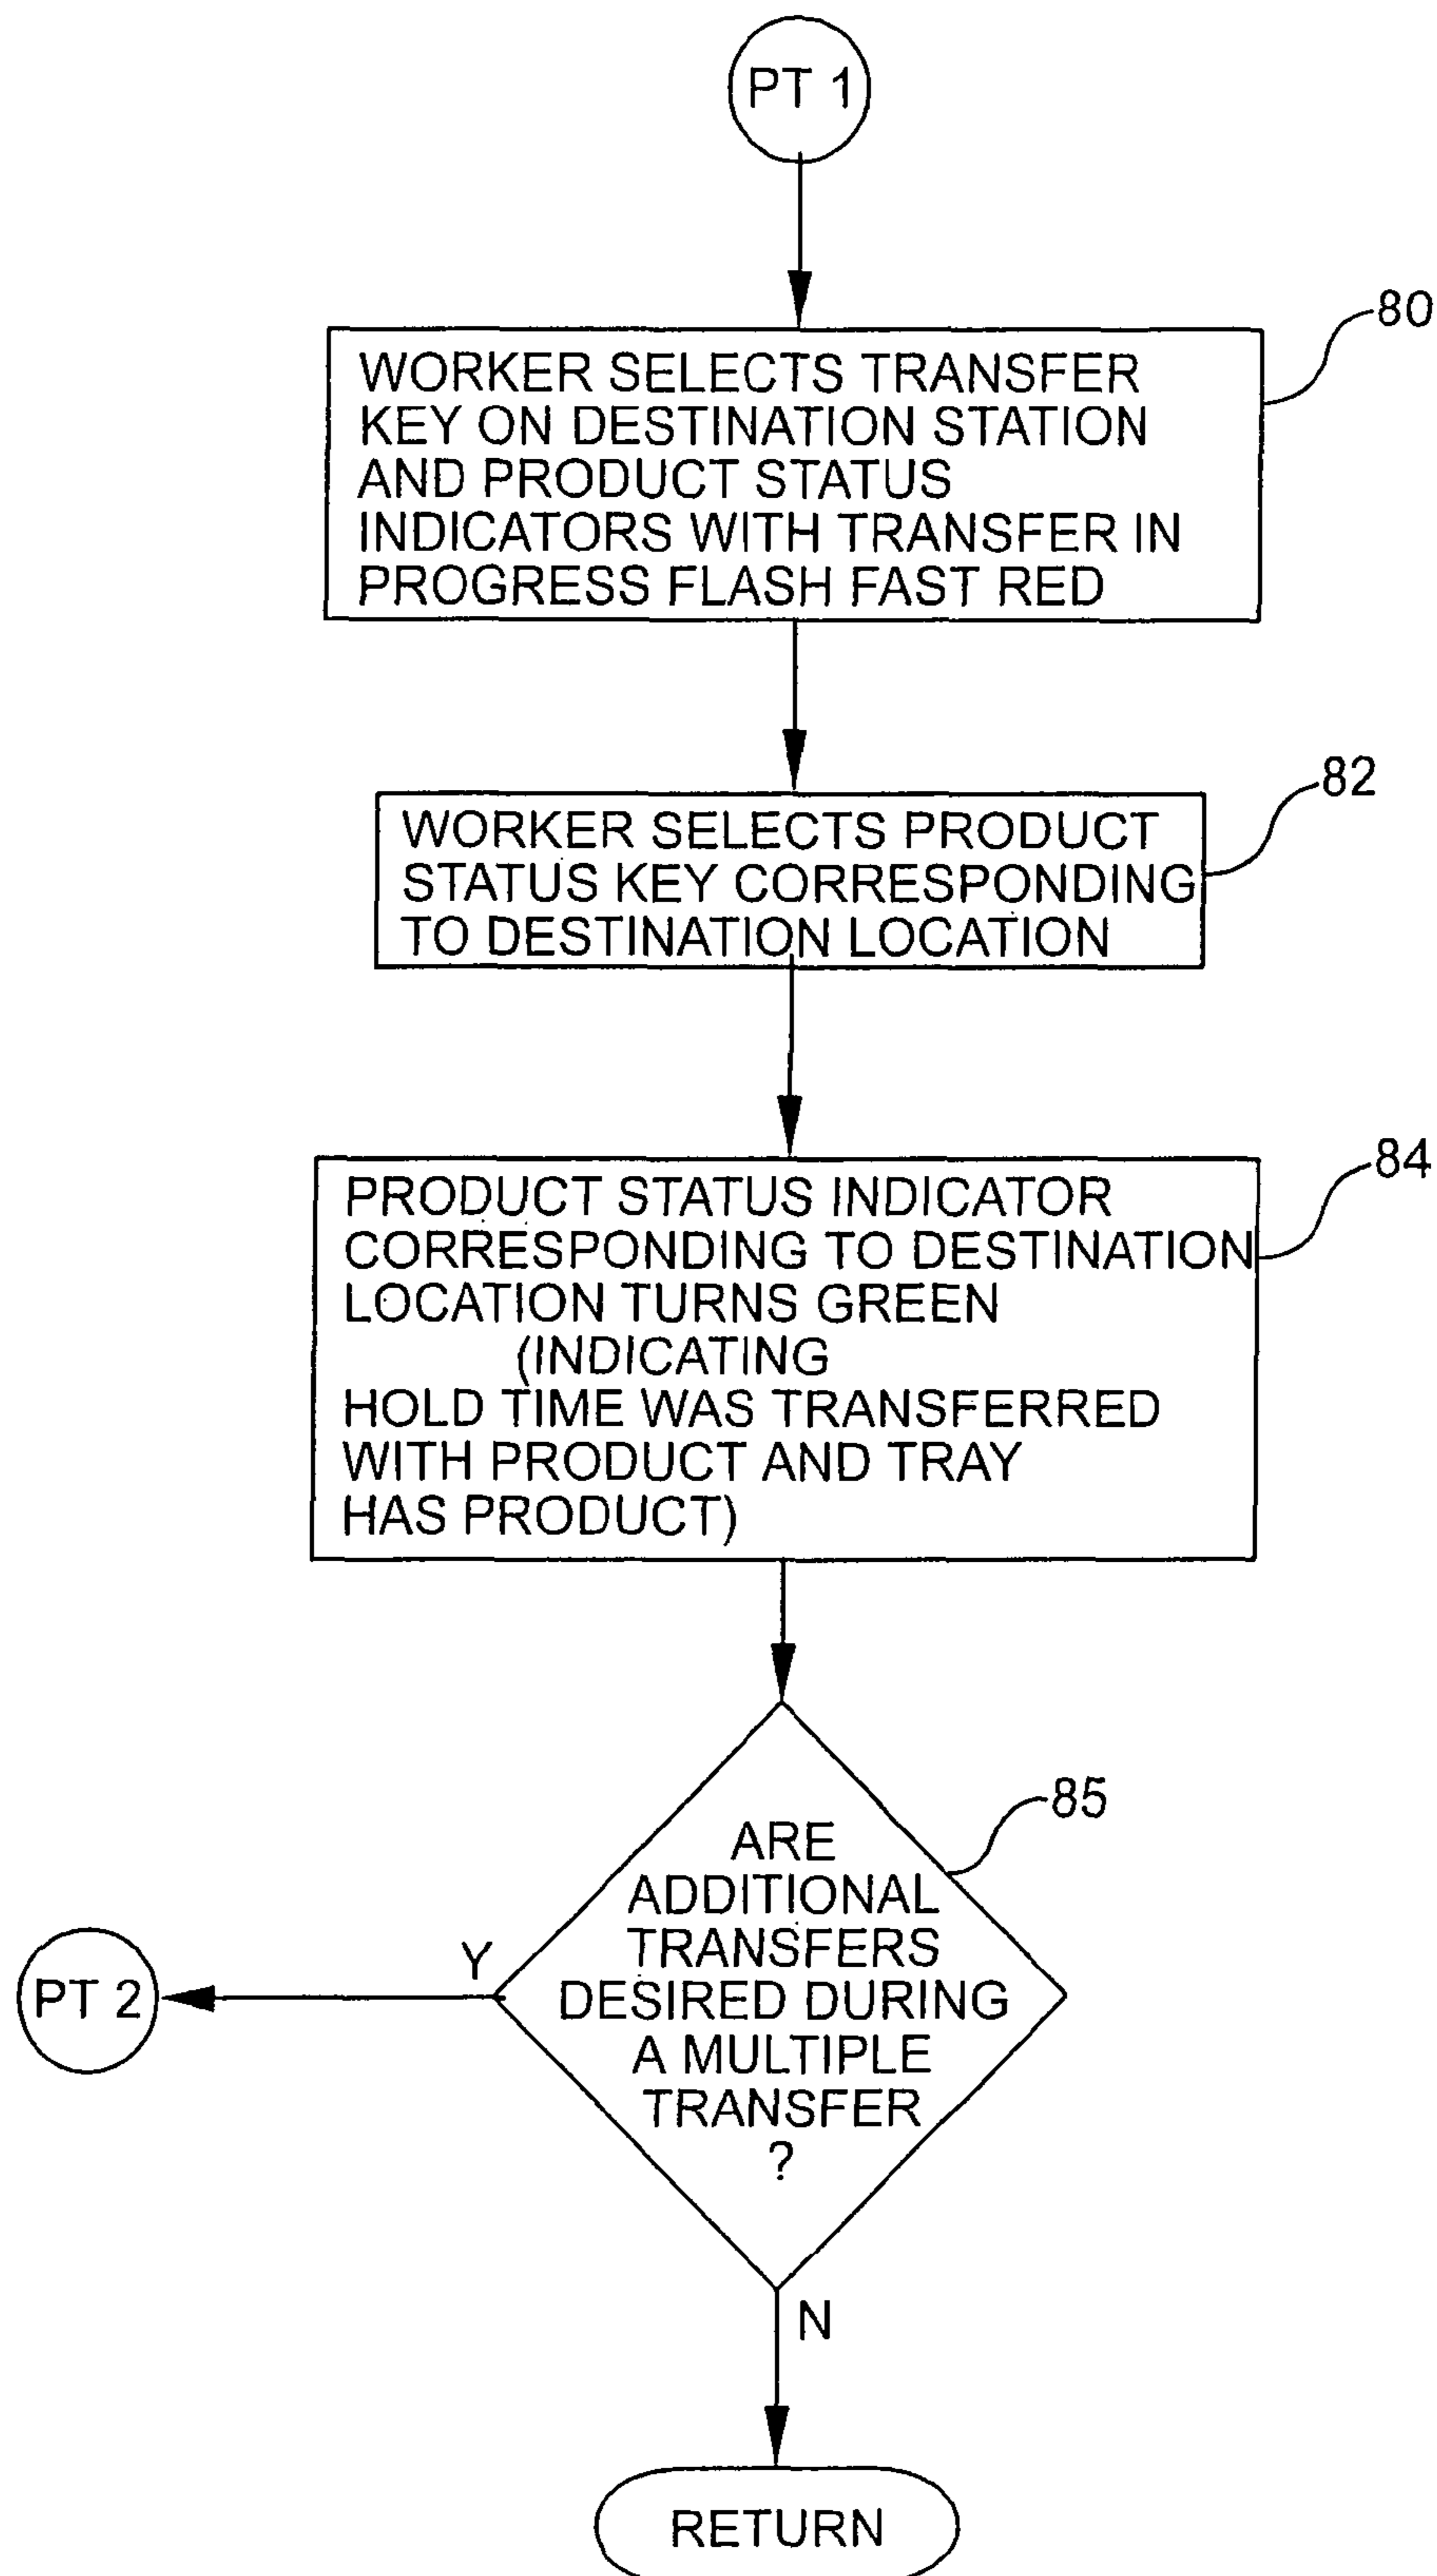 PT 1
80
WORKER SELECTS TRANSFER
KEY ON DESTINATION STATION
AND PRODUCT STATUS
INDICATORS WITH TRANSFER IN
PROGRESS FLASH FAST RED
82
WORKER SELECTS PRODUCT
STATUS KEY CORRESPONDING
TO DESTINATION LOCATION
84
PRODUCT STATUS INDICATOR
CORRESPONDING TO DESTINATION
LOCATION TURNS GREEN
(INDICATING
HOLD TIME WAS TRANSFERRED
WITH PRODUCT AND TRAY
HAS PRODUCT)
85
ARE
ADDITIONAL
TRANSFERS
DESIRED DURING
A MULTIPLE
TRANSFER
?
Y
PT 2
N
RETURN